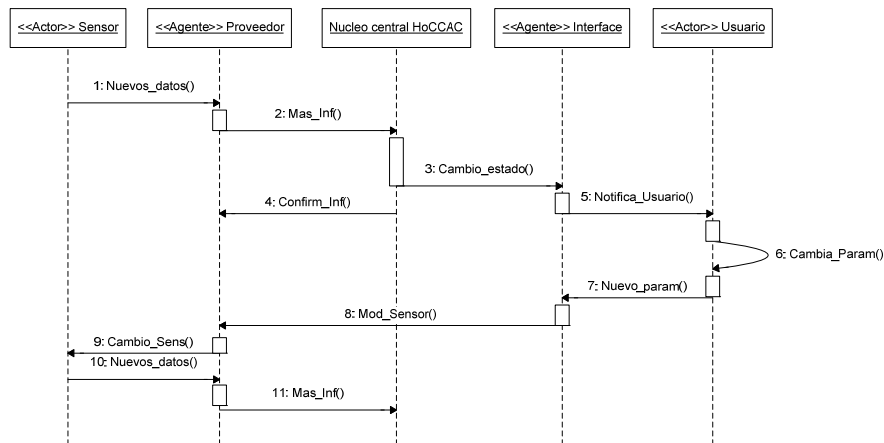 <<Actor>> Sensor
<<Agente>> Proveedor
Nucleo central HoCCAC
<<Agente>> Interface
<<Actor>> Usuario
1: Nuevos_datos()
2: Mas_Inf()
3: Cambio_estado()
4: Confirm_Inf()
5: Notifica_Usuario()
6: Cambia_Param()
7: Nuevo_param()
8: Mod_Sensor()
9: Cambio_Sens()
10: Nuevos_datos()
11: Mas_Inf()